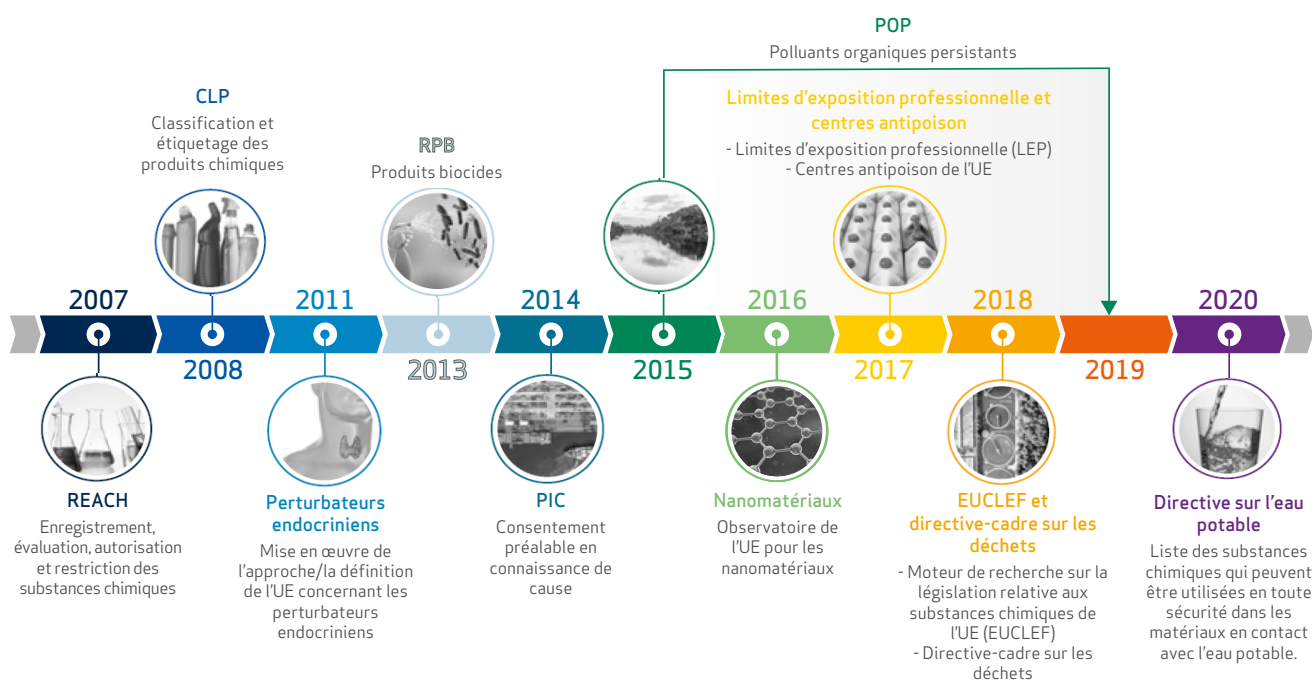 POP
Polluants organiques persistants
CLP
Classification et
étiquetage des
produits chimiques
RPB
Produits biocides
Limites d'exposition professionnelle et
centres antipoison
- Limites d'exposition professionnelle (LEP)
- Centres antipoison de l'UE
2007
2011
2014
2016
2018
2020
2008
2013
2015
2017
2019
REACH
Enregistrement,
évaluation, autorisation
et restriction des
substances chimiques
Perturbateurs
endocriniens
Mise en œuvre de
l'approche/la définition
de l'UE concernant les
perturbateurs
endocriniens
PIC
Consentement
préalable en
connaissance de
cause
Nanomatériaux
Observatoire de
l'UE pour les
nanomatériaux
EUCLEF et
directive-cadre sur les
déchets
- Moteur de recherche sur la
législation relative aux
substances chimiques de
l'UE (EUCLEF)
- Directive-cadre sur les
déchets
Directive sur l'eau
potable
Liste des substances
chimiques qui peuvent
être utilisées en toute
sécurité dans les
matériaux en contact
avec l'eau potable.